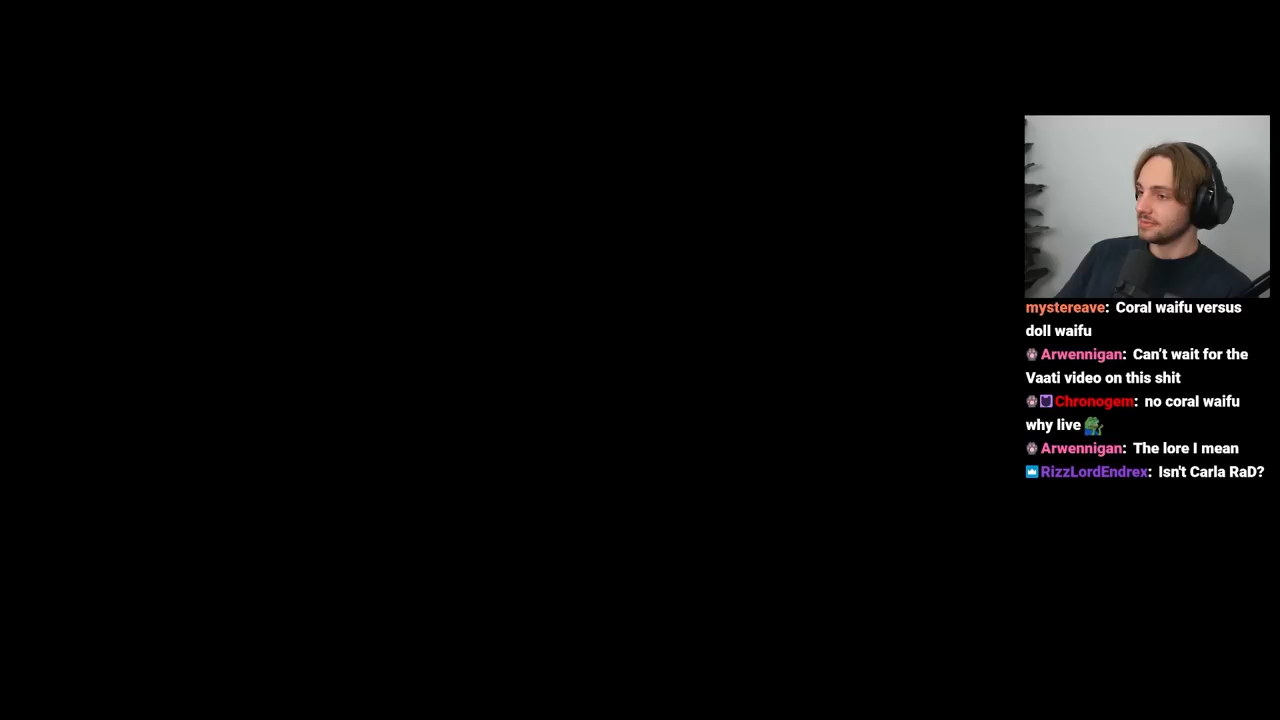 mystereave: Coral waifu versus
doll waifu
Arwennigan: Can't wait for the
Vaati video on this shit
Chronogem: no coral waifu
why live
Arwennigan: The lore I mean
RizzLordEndrex: Isn't Carla RaD?